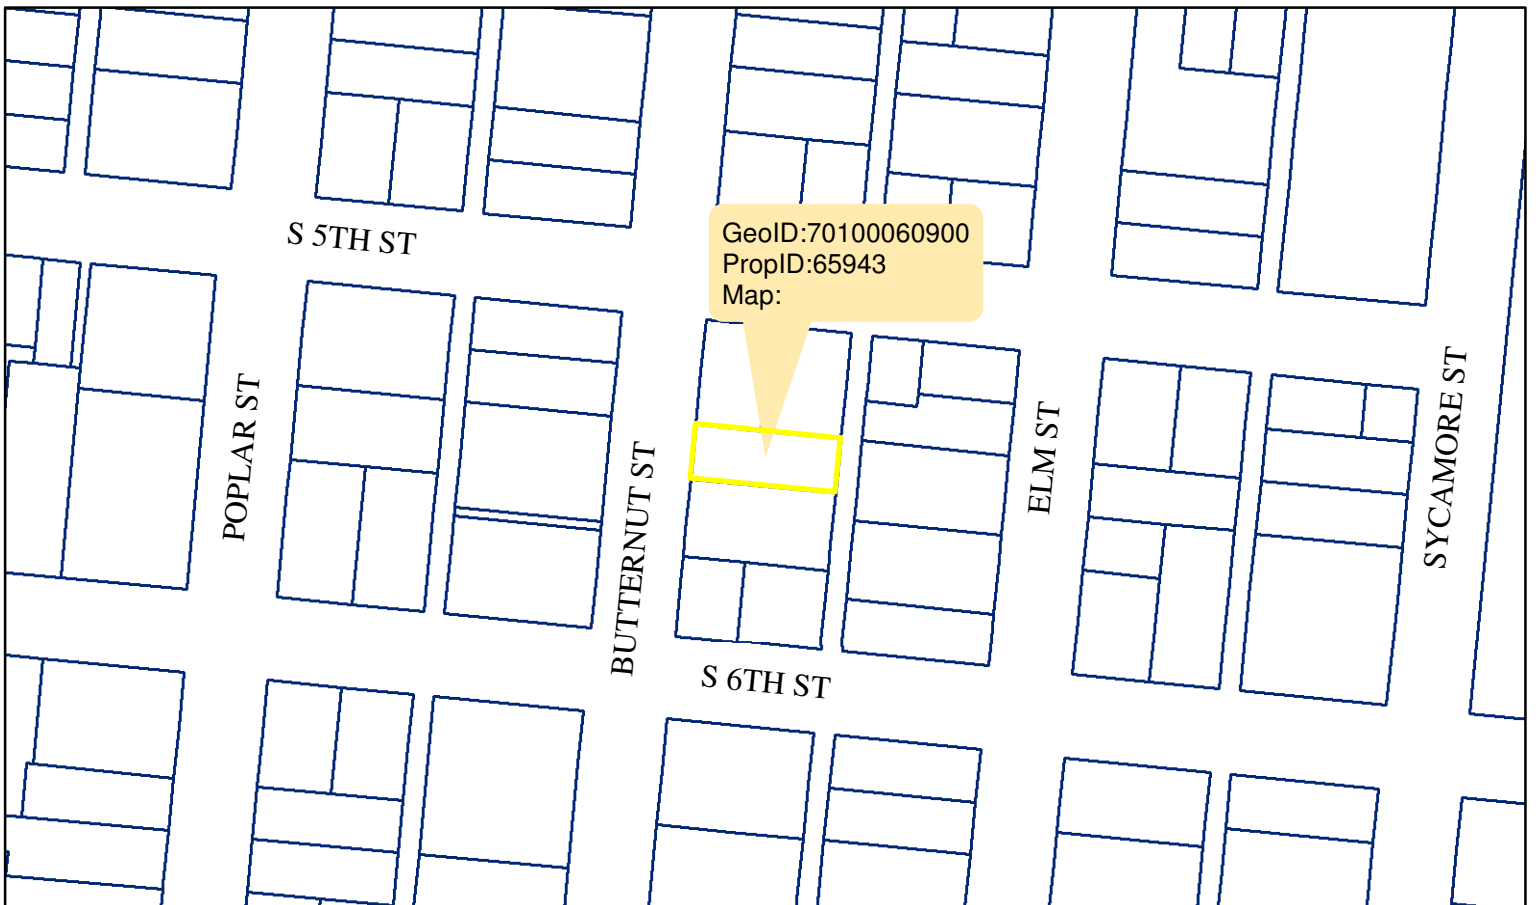 S 5TH ST
GeoID:70100060900
PropID:65943
Map:
POPLAR ST
BUTTERNUT ST
ELM ST
SYCAMORE ST
S 6TH ST